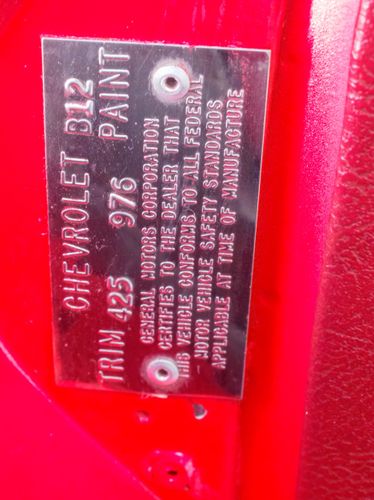 CHEVROLET B12
TRIM 425 976 PAINT
GENERAL MOTORS CORPORATION
CERTIFIES TO THE DEALER THAT
THIS VEHICLE CONFORMS TO ALL FEDERAL
MOTOR VEHICLE SAFETY STANDARDS
APPLICABLE AT TIME OF MANUFACTURE